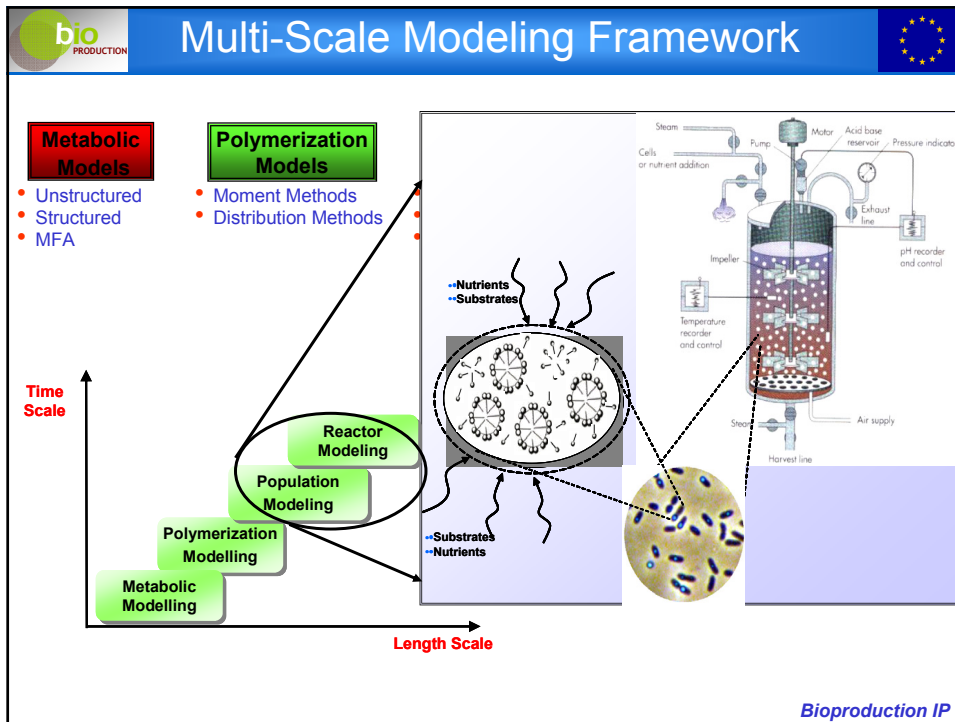 bio
PRODUCTION
Multi-Scale Modeling Framework
Metabolic
Models
• Unstructured
• Structured
• MFA
Polymerization
Models
• Moment Methods
• Distribution Methods
•
•
•
Steam
Motor
Acid base
reservoir
Pressure indicator
Pump
Cells
or nutrient addition
Exhaust
line
pH recorder
and control
Impeller
Temperature
recorder
and control
Steam
Air supply
Harvest line
••Nutrients
••Substrates
••Substrates
••Nutrients
Time
Scale
Reactor
Modeling
Population
Modeling
Polymerization
Modelling
Metabolic
Modelling
Length Scale
Bioproduction IP